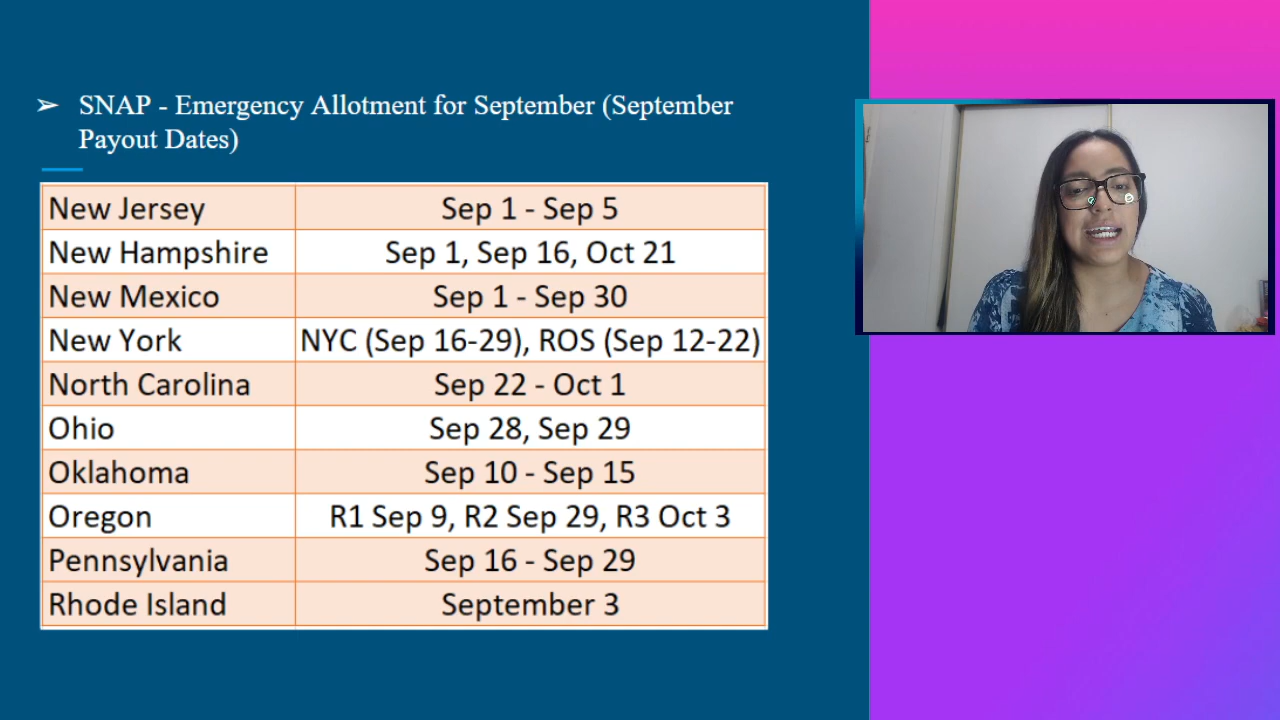 ➢ SNAP - Emergency Allotment for September (September
Payout Dates)
New Jersey Sep 1 - Sep 5
New Hampshire Sep 1, Sep 16, Oct 21
New Mexico Sep 1 - Sep 30
New York NYC (Sep 16-29), ROS (Sep 12-22)
North Carolina Sep 22 - Oct 1
Ohio Sep 28, Sep 29
Oklahoma Sep 10 - Sep 15
Oregon R1 Sep 9, R2 Sep 29, R3 Oct 3
Pennsylvania Sep 16 - Sep 29
Rhode Island September 3